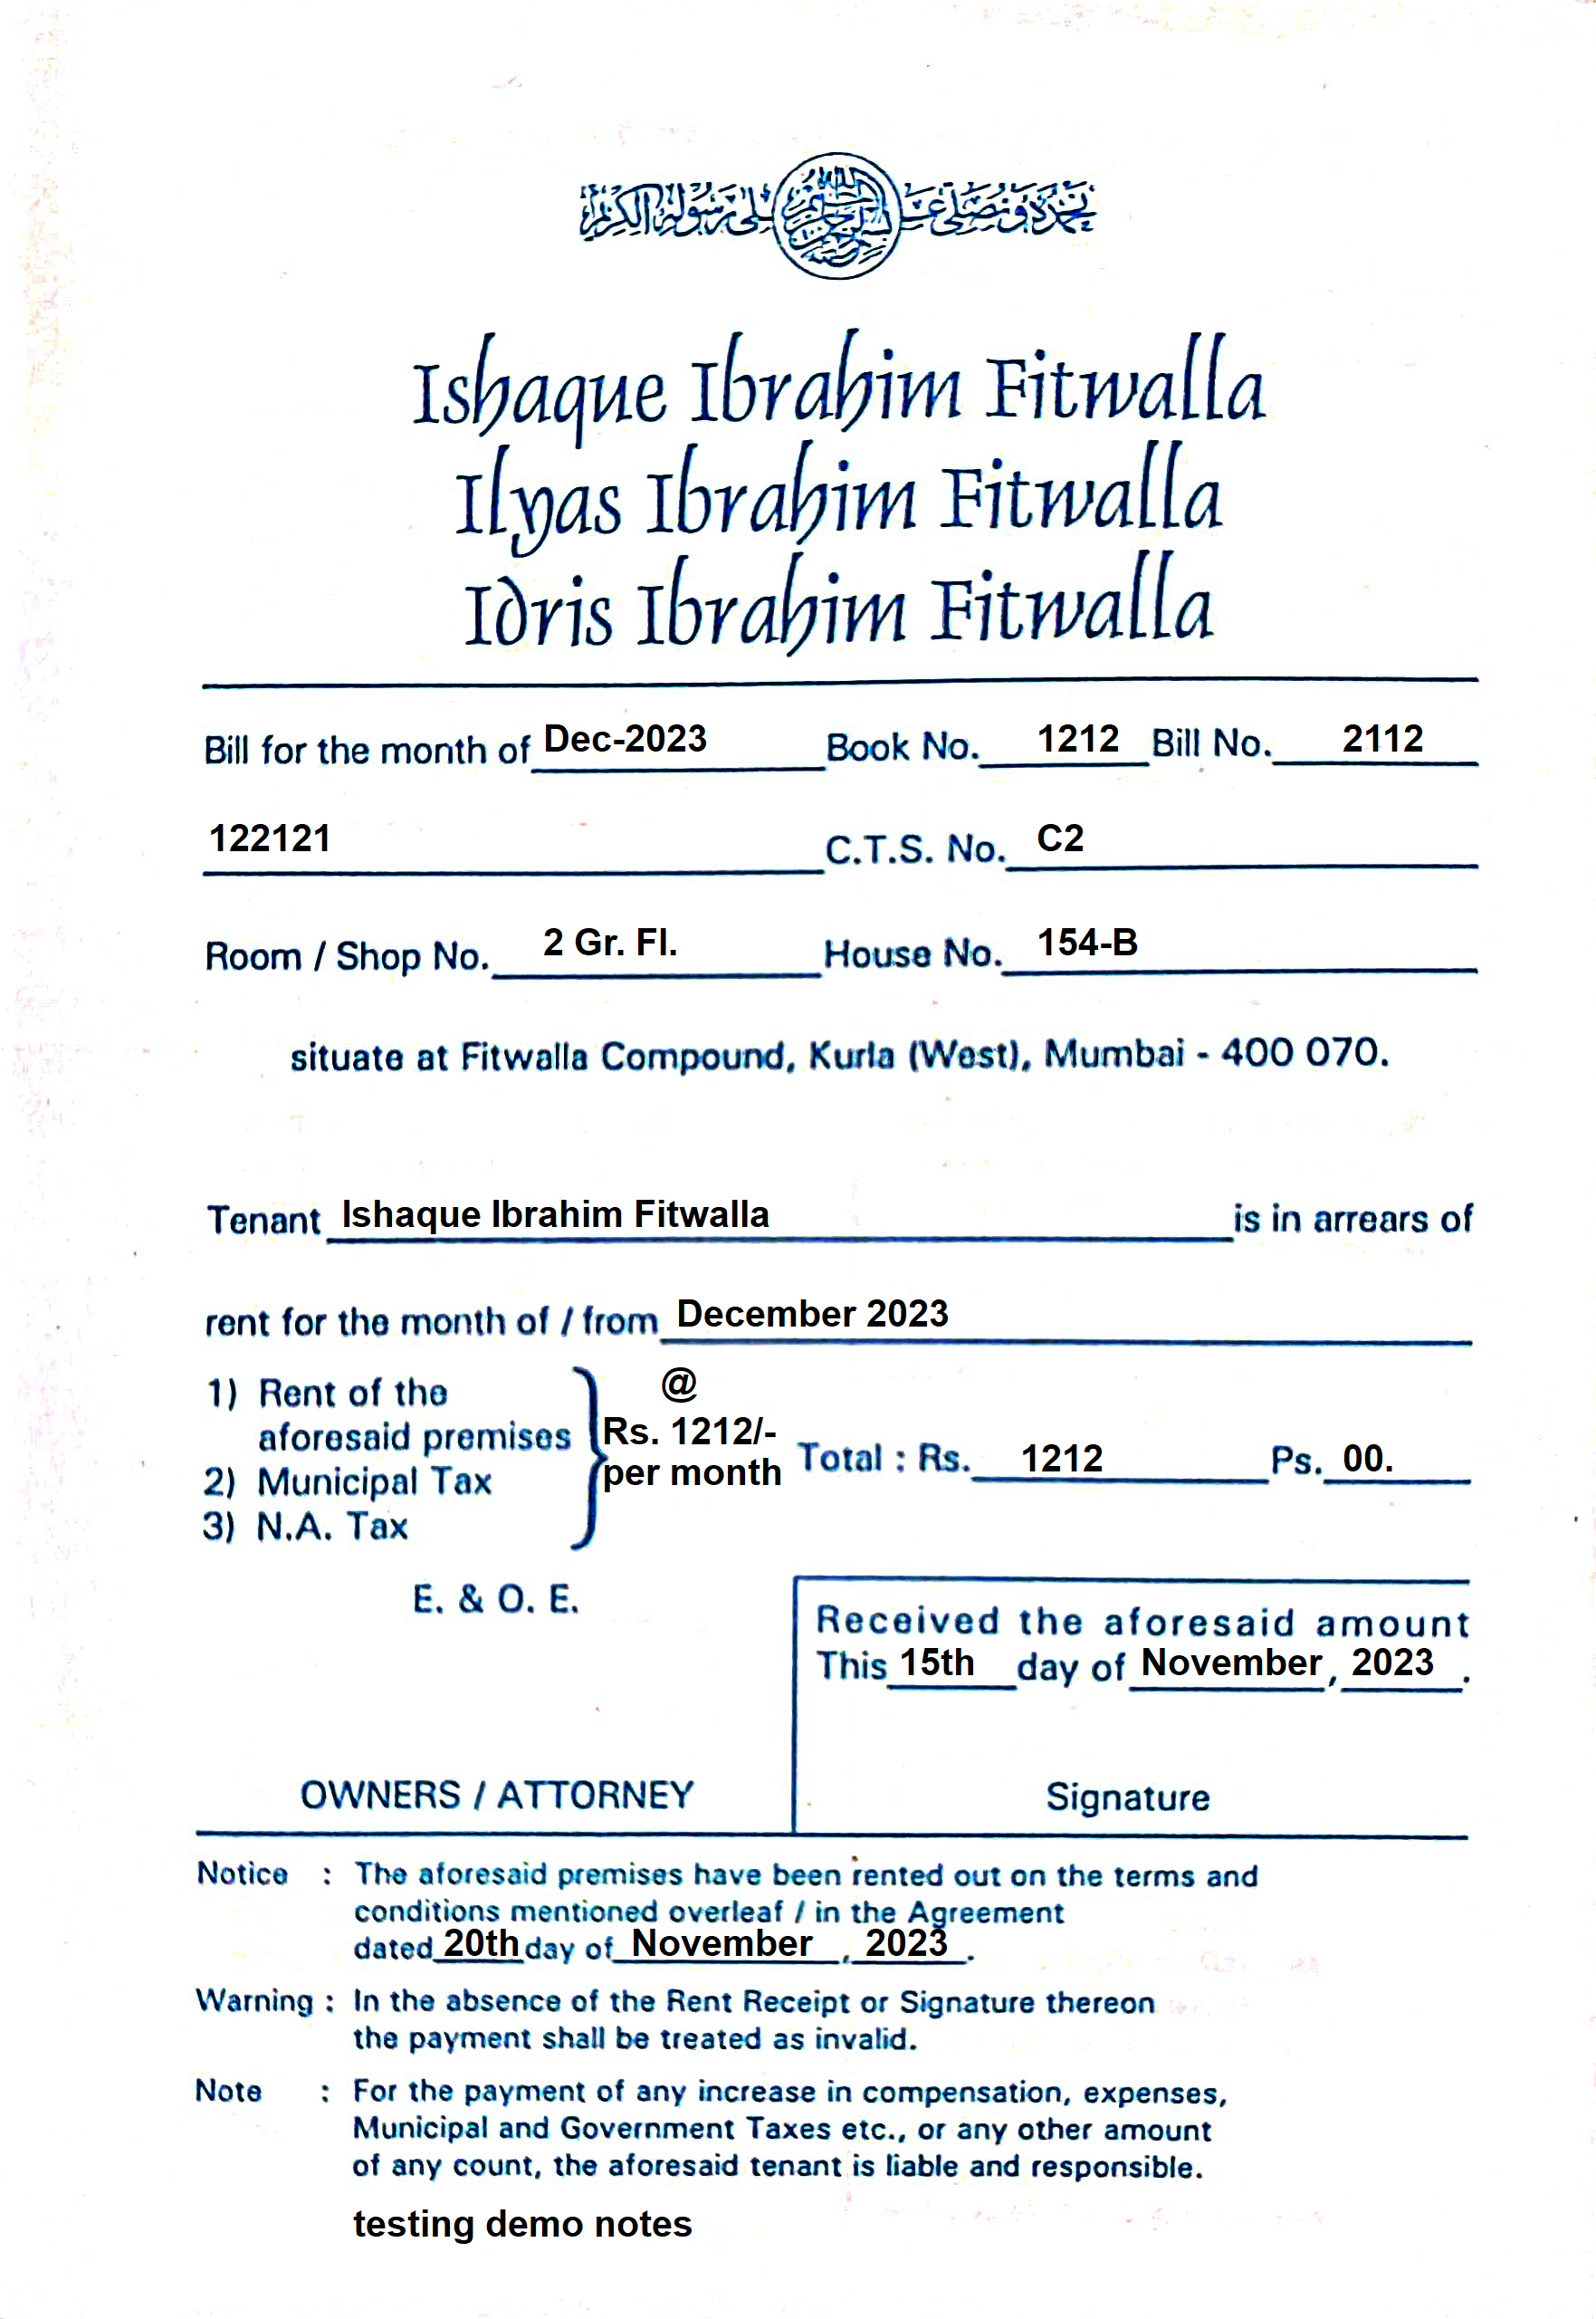 نحمده ونصلي على رسوله الكريم
Ishaque Ibrahim Fitwalla
Ilyas Ibrahim Fitwalla
Idris Ibrahim Fitwalla
Bill for the month of Dec-2023 Book No. 1212 Bill No. 2112
122121 C.T.S. No. C2
Room / Shop No. 2 Gr. Fl. House No. 154-B
situate at Fitwalla Compound, Kurla (West), Mumbai - 400 070.
Tenant Ishaque Ibrahim Fitwalla is in arrears of
rent for the month of / from December 2023
1) Rent of the
aforesaid premises
2) Municipal Tax
3) N.A. Tax
@
Rs. 1212/-
per month
Total : Rs. 1212 Ps. 00.
E. & O. E.
Received the aforesaid amount
This 15th day of November, 2023.
OWNERS / ATTORNEY
Signature
Notice : The aforesaid premises have been rented out on the terms and
conditions mentioned overleaf / in the Agreement
dated 20th day of November, 2023.
Warning : In the absence of the Rent Receipt or Signature thereon
the payment shall be treated as invalid.
Note : For the payment of any increase in compensation, expenses,
Municipal and Government Taxes etc., or any other amount
of any count, the aforesaid tenant is liable and responsible.
testing demo notes